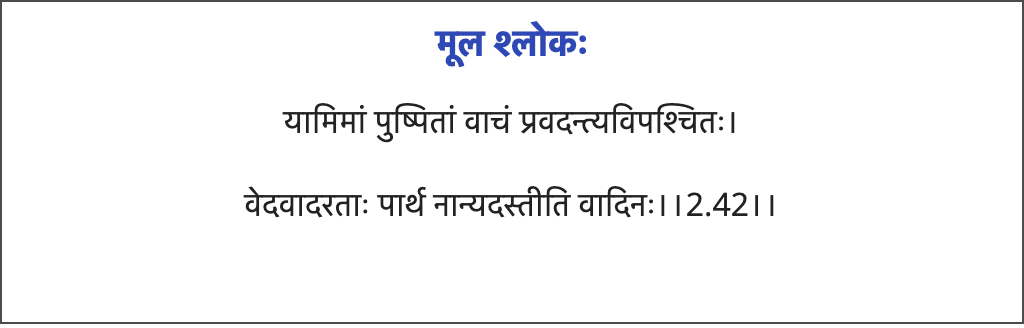 मूल श्लोकः
यामिमां पुष्पितां वाचं प्रवदन्त्यविपश्चितः।
वेदवादरताः पार्थ नान्यदस्तीति वादिनः।।2.42।।